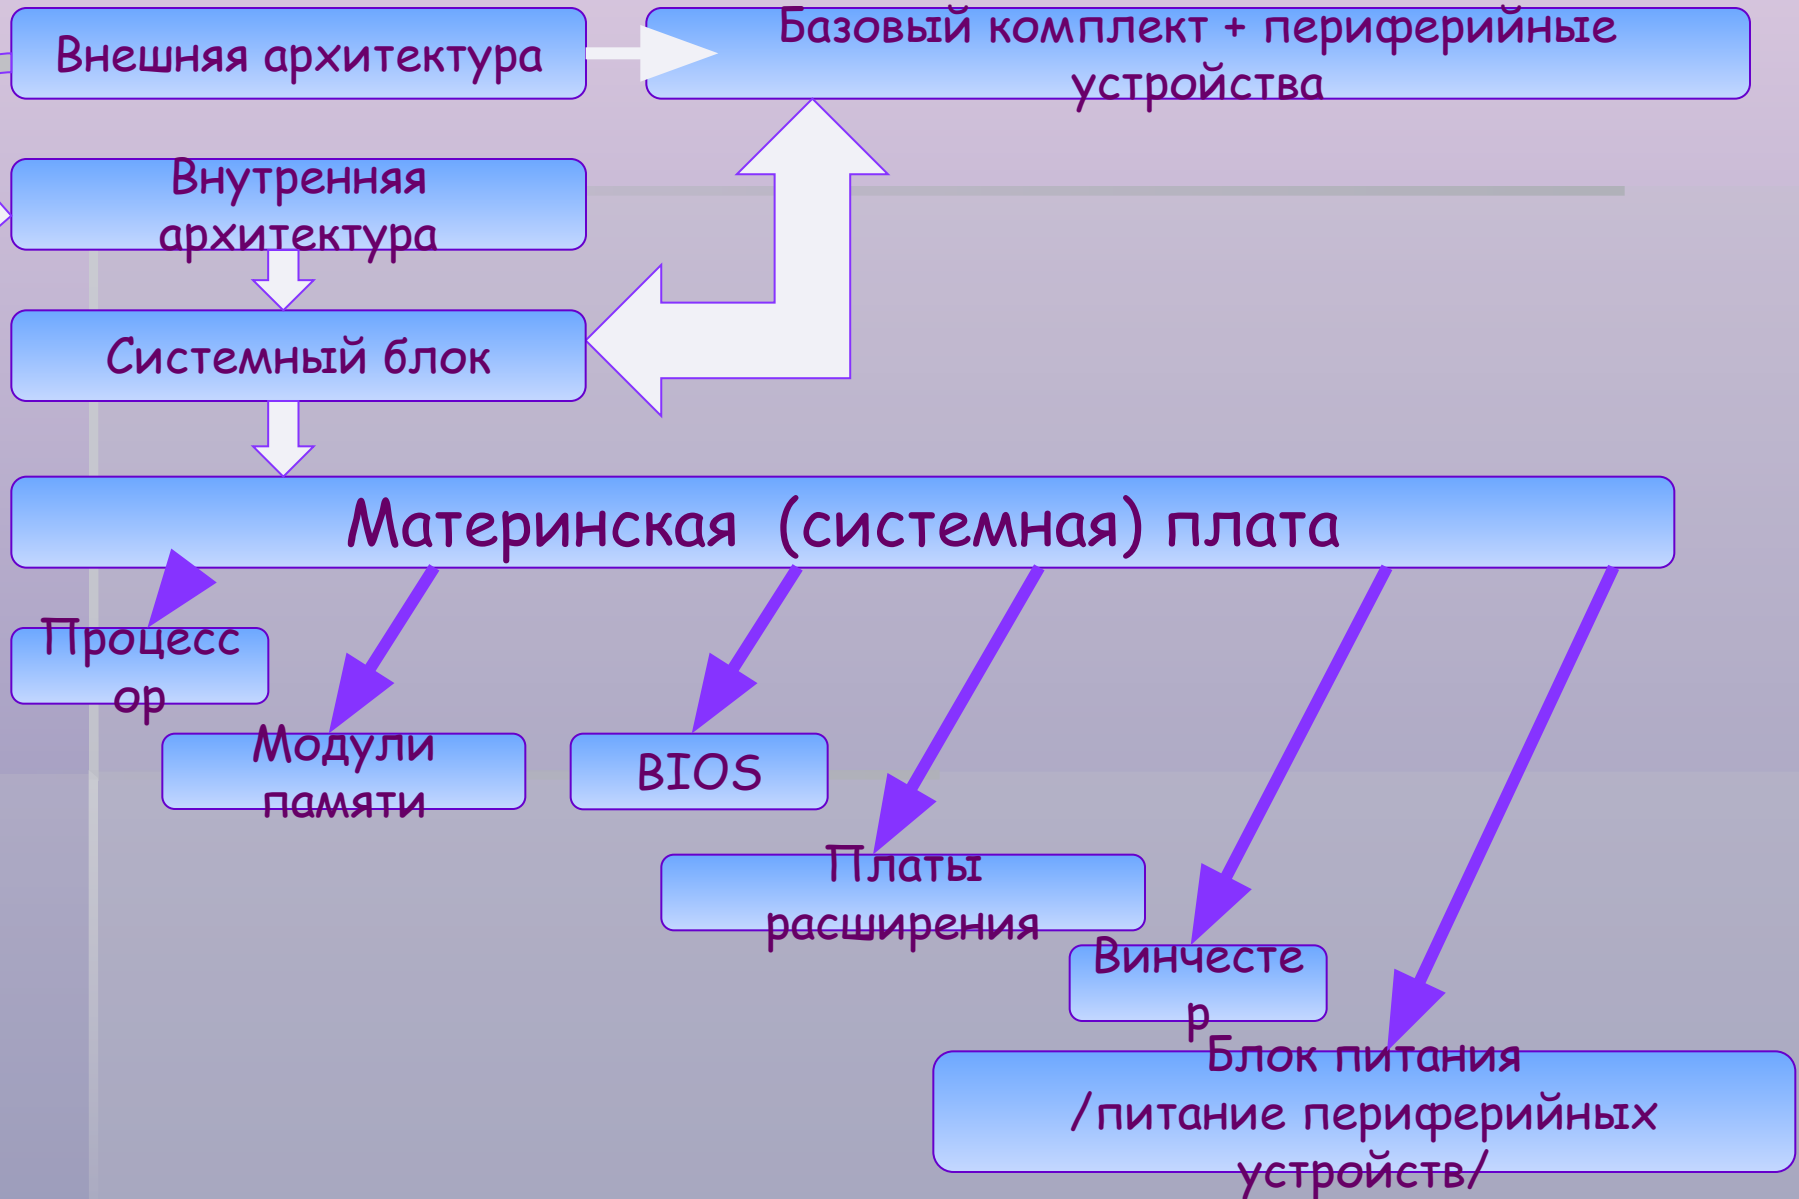 Внешняя архитектура
Базовый комплект + периферийные
устройства
Внутренняя
архитектура
Системный блок
Материнская (системная) плата
Процесс
ор
Модули
памяти
BIOS
Платы
расширения
Винчесте
р
Блок питания
/питание периферийных
устройств/